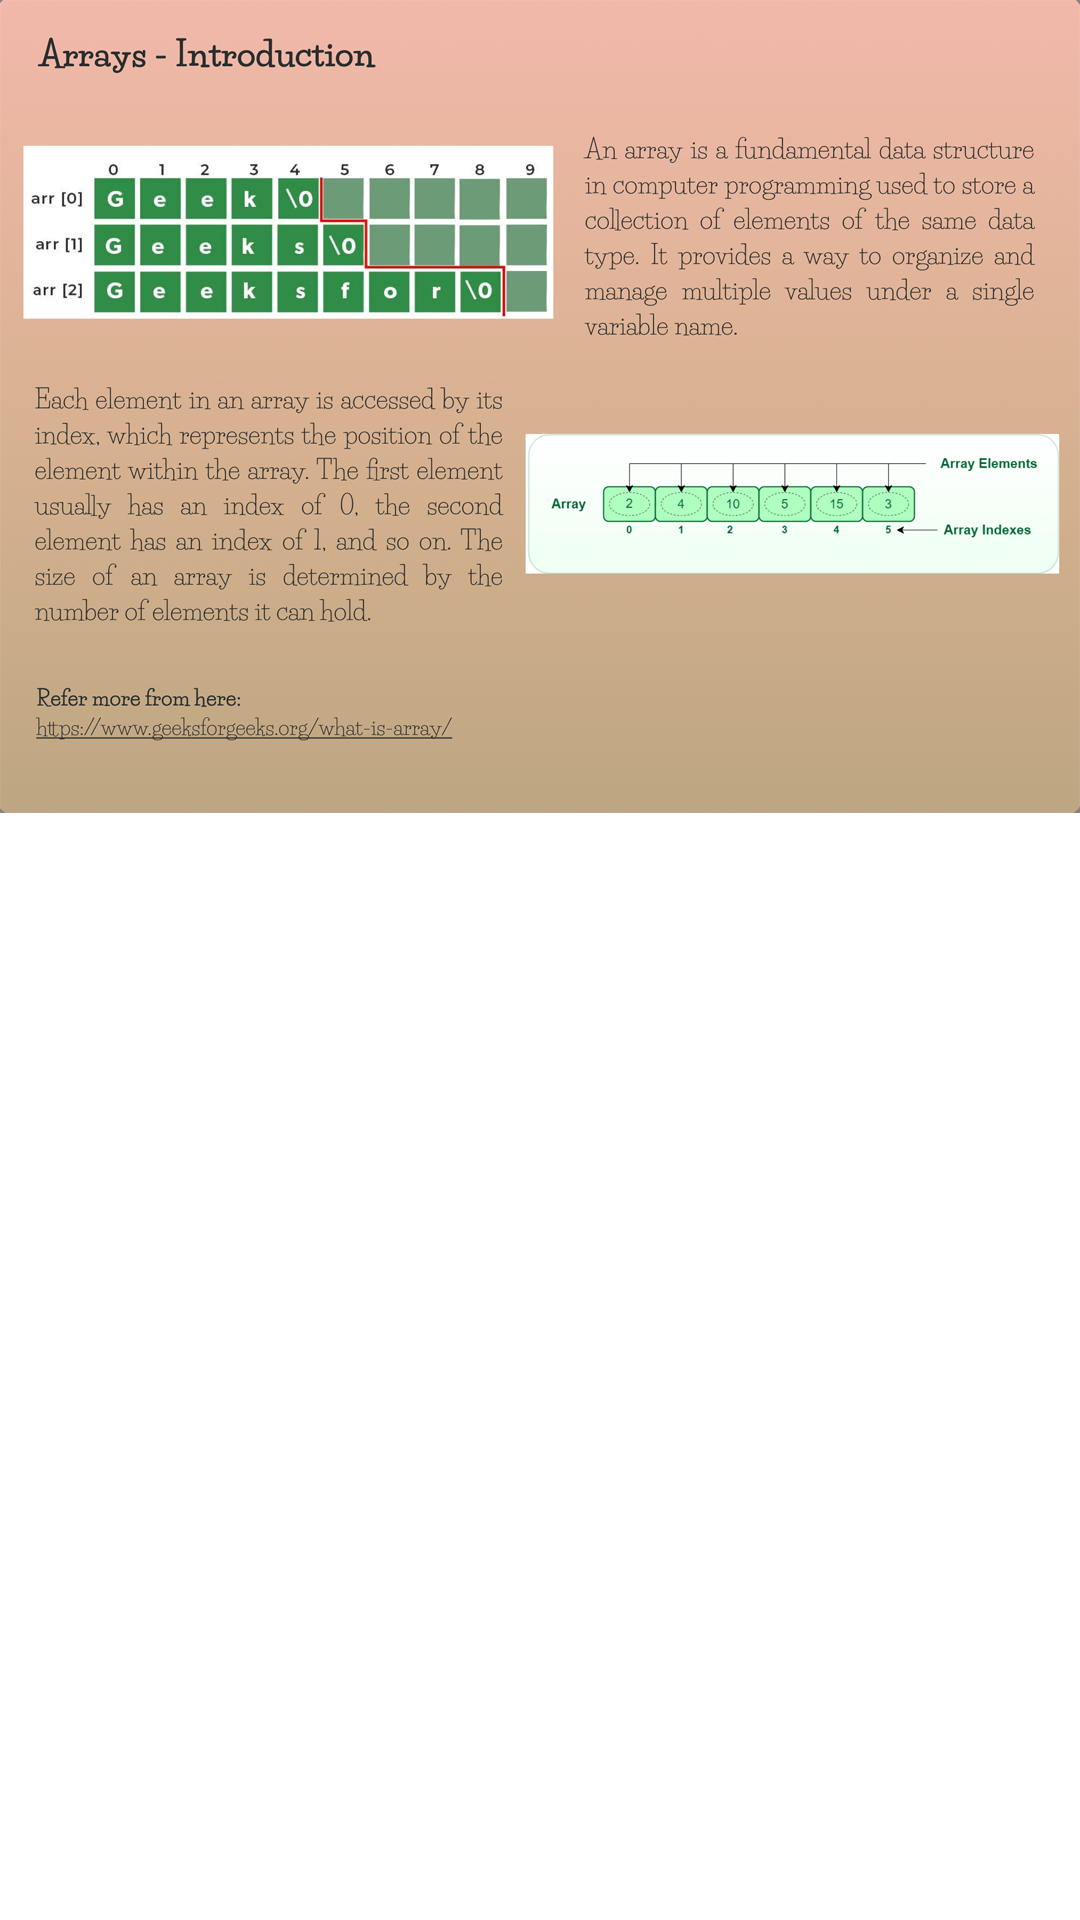 Arrays - Introduction
0 1 2 3 4 5 6 7 8 9
arr [0] G e e k \0
arr [1] G e e k s \0
arr [2] G e e k s f o r \0
An array is a fundamental data structure
in computer programming used to store a
collection of elements of the same data
type. It provides a way to organize and
manage multiple values under a single
variable name.
Each element in an array is accessed by its
index, which represents the position of the
element within the array. The first element
usually has an index of 0, the second
element has an index of 1, and so on. The
size of an array is determined by the
number of elements it can hold.
Array Elements
Array 2 4 10 5 15 3
0 1 2 3 4 5 Array Indexes
Refer more from here:
https://www.geeksforgeeks.org/what-is-array/